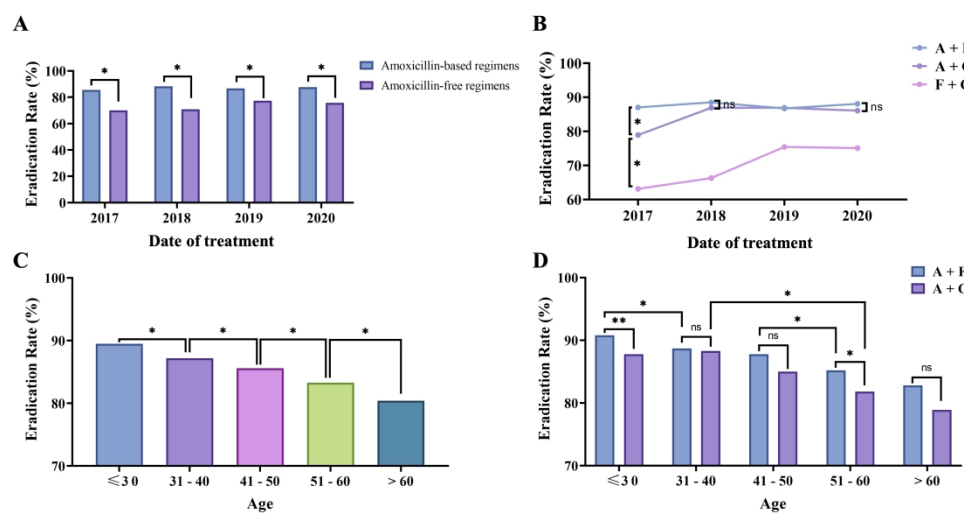 A
Eradication Rate (%)
100
80
60
40
20
0
* * * *
Amoxicillin-based regimens
Amoxicillin-free regimens
2017 2018 2019 2020
Date of treatment
B
Eradication Rate (%)
100
90
80
70
60
*
*
ns
ns
A +
A +
F +
2017 2018 2019 2020
Date of treatment
C
Eradication Rate (%)
100
90
80
70
* * * *
≤30 31 - 40 41 - 50 51 - 60 > 60
Age
D
Eradication Rate (%)
100
90
80
70
A +
A +
** * ns * ns * * ns
≤30 31 - 40 41 - 50 51 - 60 > 60
Age